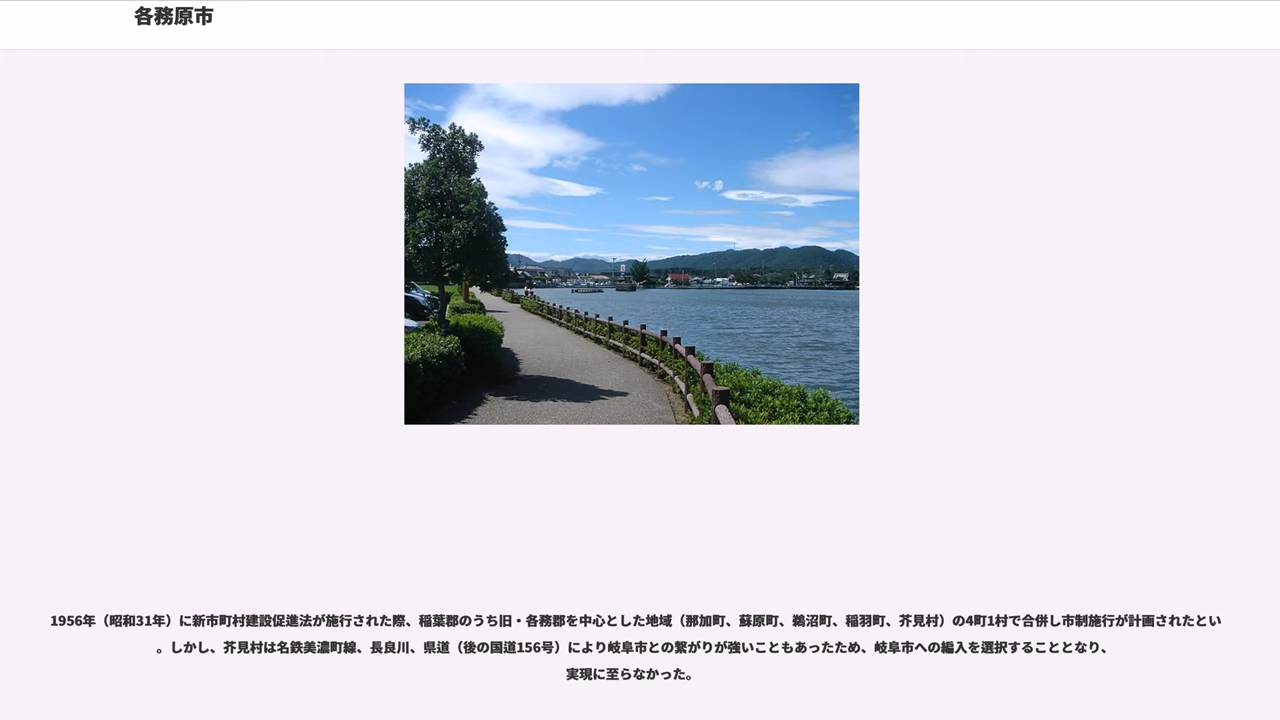 各務原市
1956年（昭和31年）に新市町村建設促進法が施行された際、稲葉郡のうち旧・各務郡を中心とした地域（那加町、蘇原町、鵜沼町、稲羽町、芥見村）の4町1村で合併し市制施行が計画されたとい
。しかし、芥見村は名鉄美濃町線、長良川、県道（後の国道156号）により岐阜市との繋がりが強いこともあったため、岐阜市への編入を選択することとなり、
実現に至らなかった。